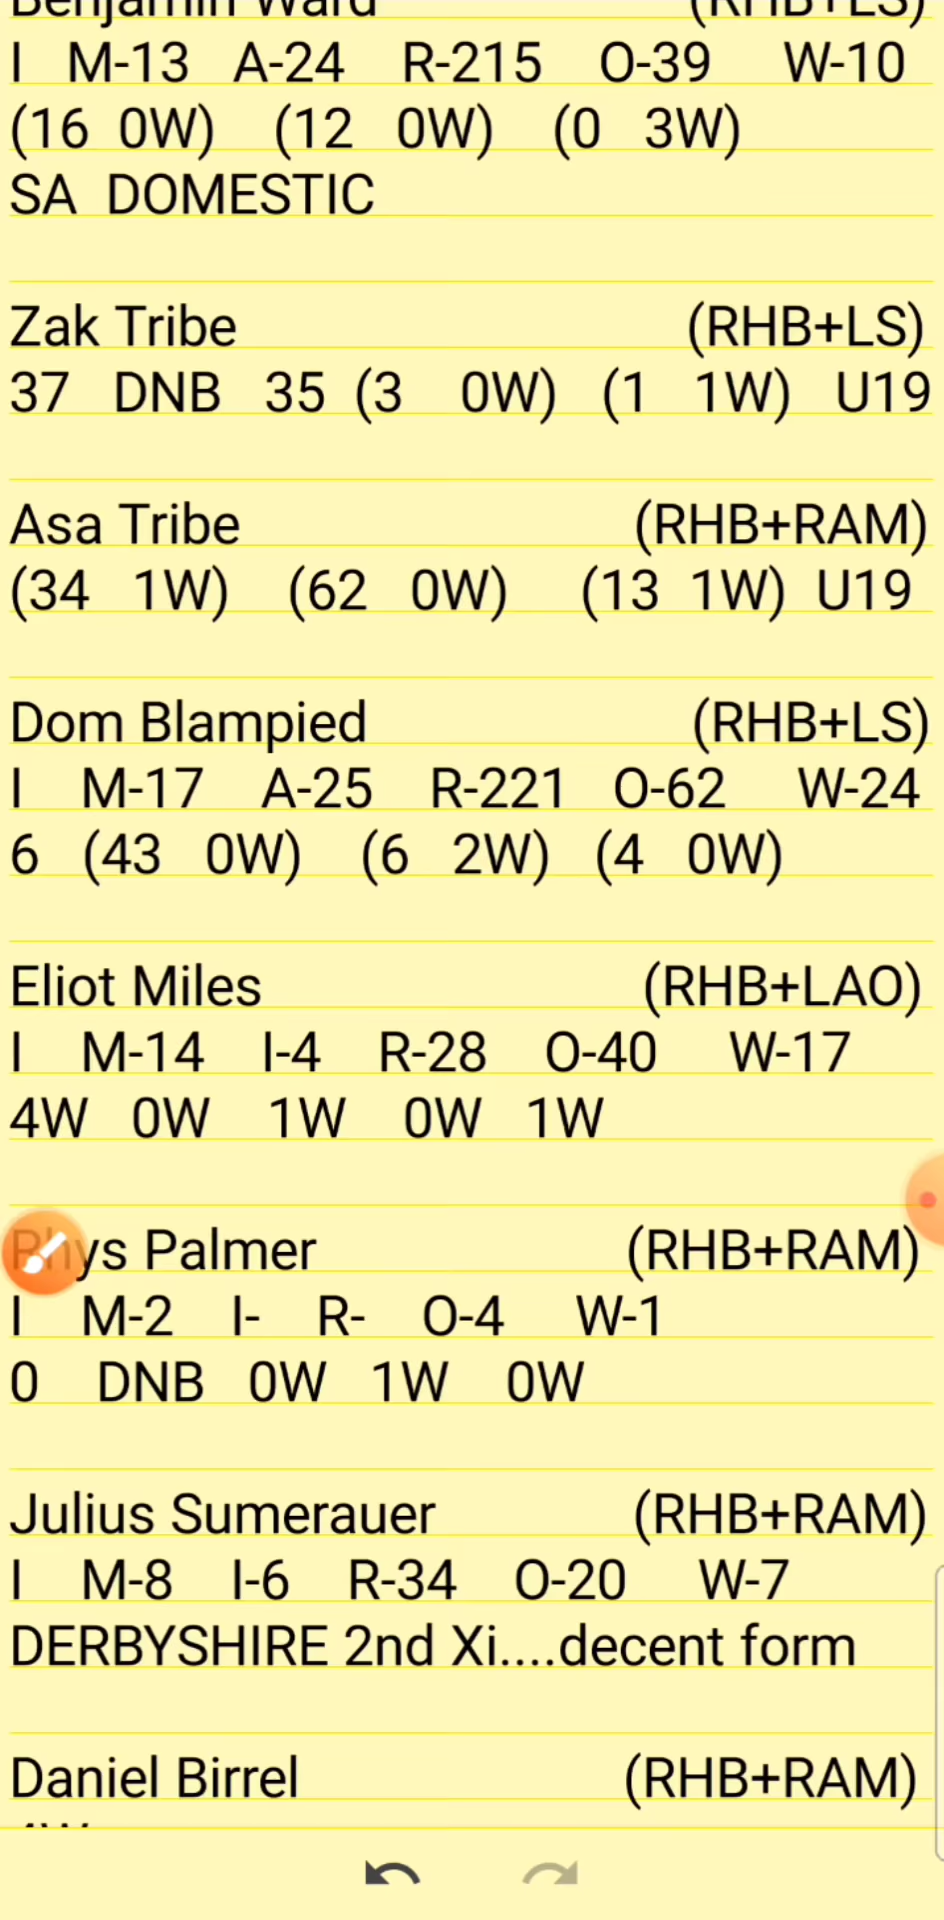 Benjamin Ward (RHB+LS)
I M-13 A-24 R-215 O-39 W-10
(16 0W) (12 0W) (0 3W)
SA DOMESTIC
Zak Tribe (RHB+LS)
37 DNB 35 (3 0W) (1 1W) U19
Asa Tribe (RHB+RAM)
(34 1W) (62 0W) (13 1W) U19
Dom Blampied (RHB+LS)
I M-17 A-25 R-221 O-62 W-24
6 (43 0W) (6 2W) (4 0W)
Eliot Miles (RHB+LAO)
I M-14 I-4 R-28 O-40 W-17
4W 0W 1W 0W 1W
Rhys Palmer (RHB+RAM)
I M-2 I- R- O-4 W-1
0 DNB 0W 1W 0W
Julius Sumerauer (RHB+RAM)
I M-8 I-6 R-34 O-20 W-7
DERBYSHIRE 2nd Xi....decent form
Daniel Birrel (RHB+RAM)